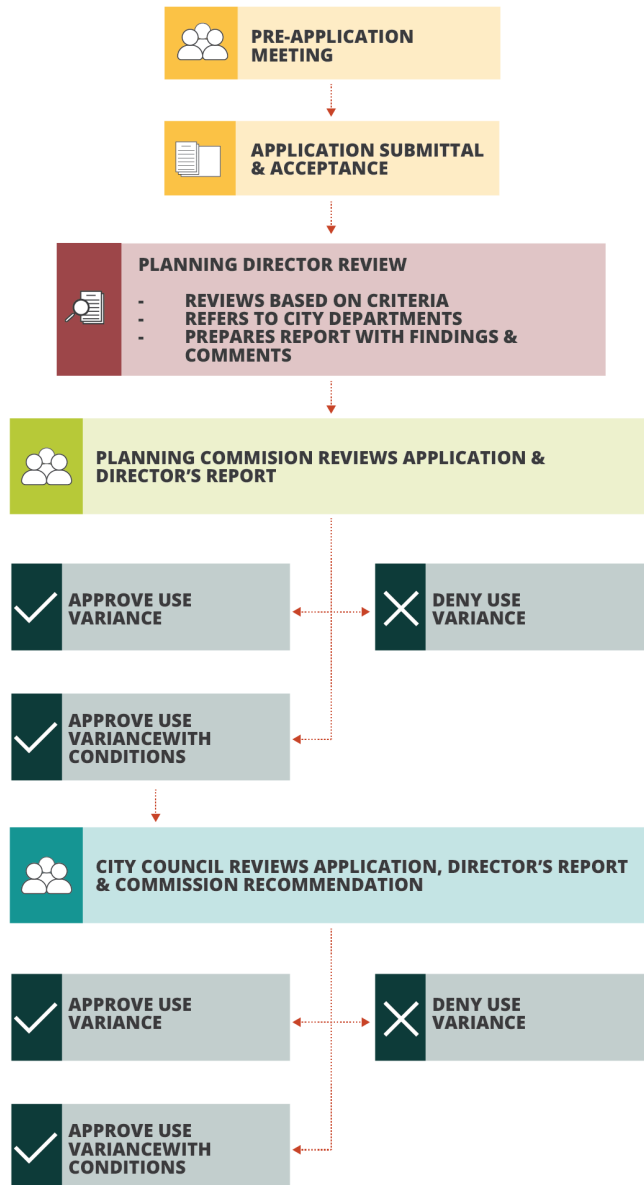 PRE-APPLICATION
MEETING
APPLICATION SUBMITTAL
& ACCEPTANCE
PLANNING DIRECTOR REVIEW
- REVIEWS BASED ON CRITERIA
- REFERS TO CITY DEPARTMENTS
- PREPARES REPORT WITH FINDINGS &
COMMENTS
PLANNING COMMISION REVIEWS APPLICATION &
DIRECTOR’S REPORT
APPROVE USE
VARIANCE
DENY USE
VARIANCE
APPROVE USE
VARIANCEWITH
CONDITIONS
CITY COUNCIL REVIEWS APPLICATION, DIRECTOR’S REPORT
& COMMISSION RECOMMENDATION
APPROVE USE
VARIANCE
DENY USE
VARIANCE
APPROVE USE
VARIANCEWITH
CONDITIONS